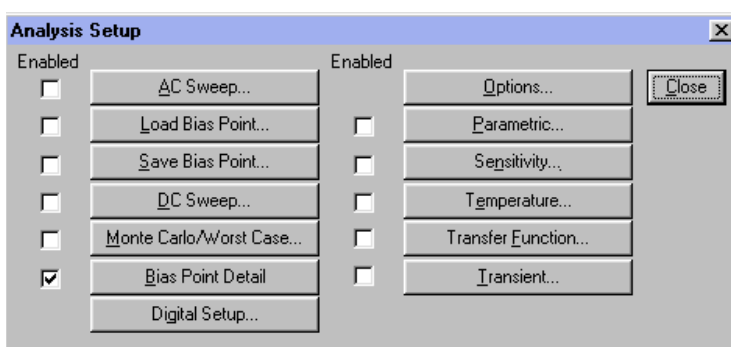 Analysis Setup
Enabled
Enabled
AC Sweep...
Options...
Close
Load Bias Point...
Parametric...
Save Bias Point...
Sensitivity...
DC Sweep...
Temperature...
Monte Carlo/Worst Case...
Transfer Function...
Bias Point Detail
Transient...
Digital Setup...